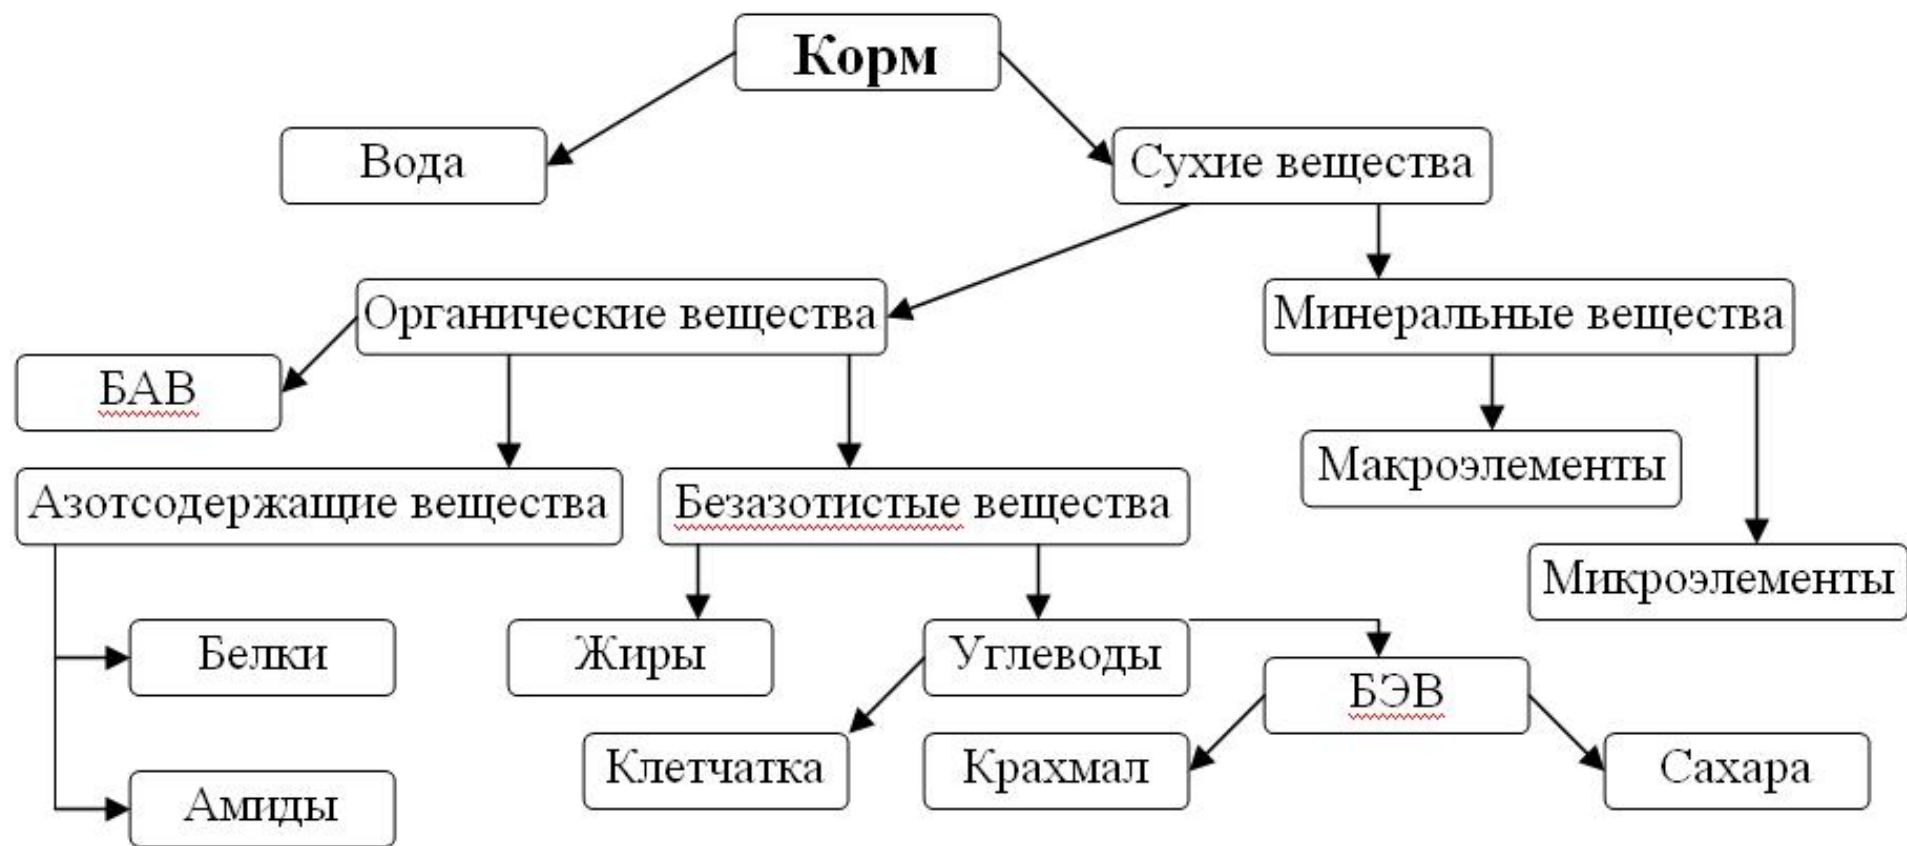 Корм
Вода
Сухие вещества
Органические вещества
Минеральные вещества
БАВ
Макроэлементы
Азотсодержащие вещества
Безазотистые вещества
Микроэлементы
Белки
Жиры
Углеводы
БЭВ
Клетчатка
Крахмал
Сахара
Амиды